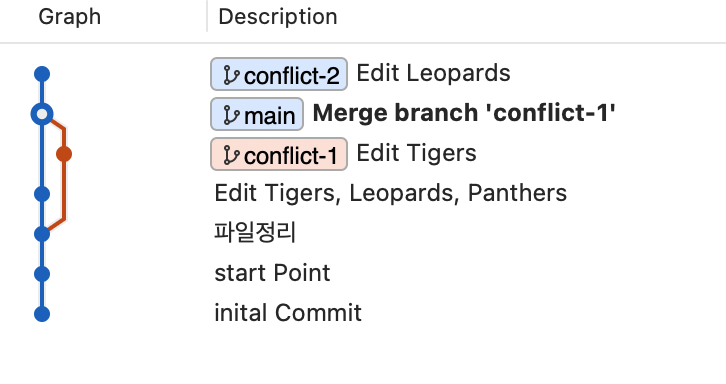 Graph Description
conflict-2 Edit Leopards
main Merge branch 'conflict-1'
conflict-1 Edit Tigers
Edit Tigers, Leopards, Panthers
파일정리
start Point
inital Commit